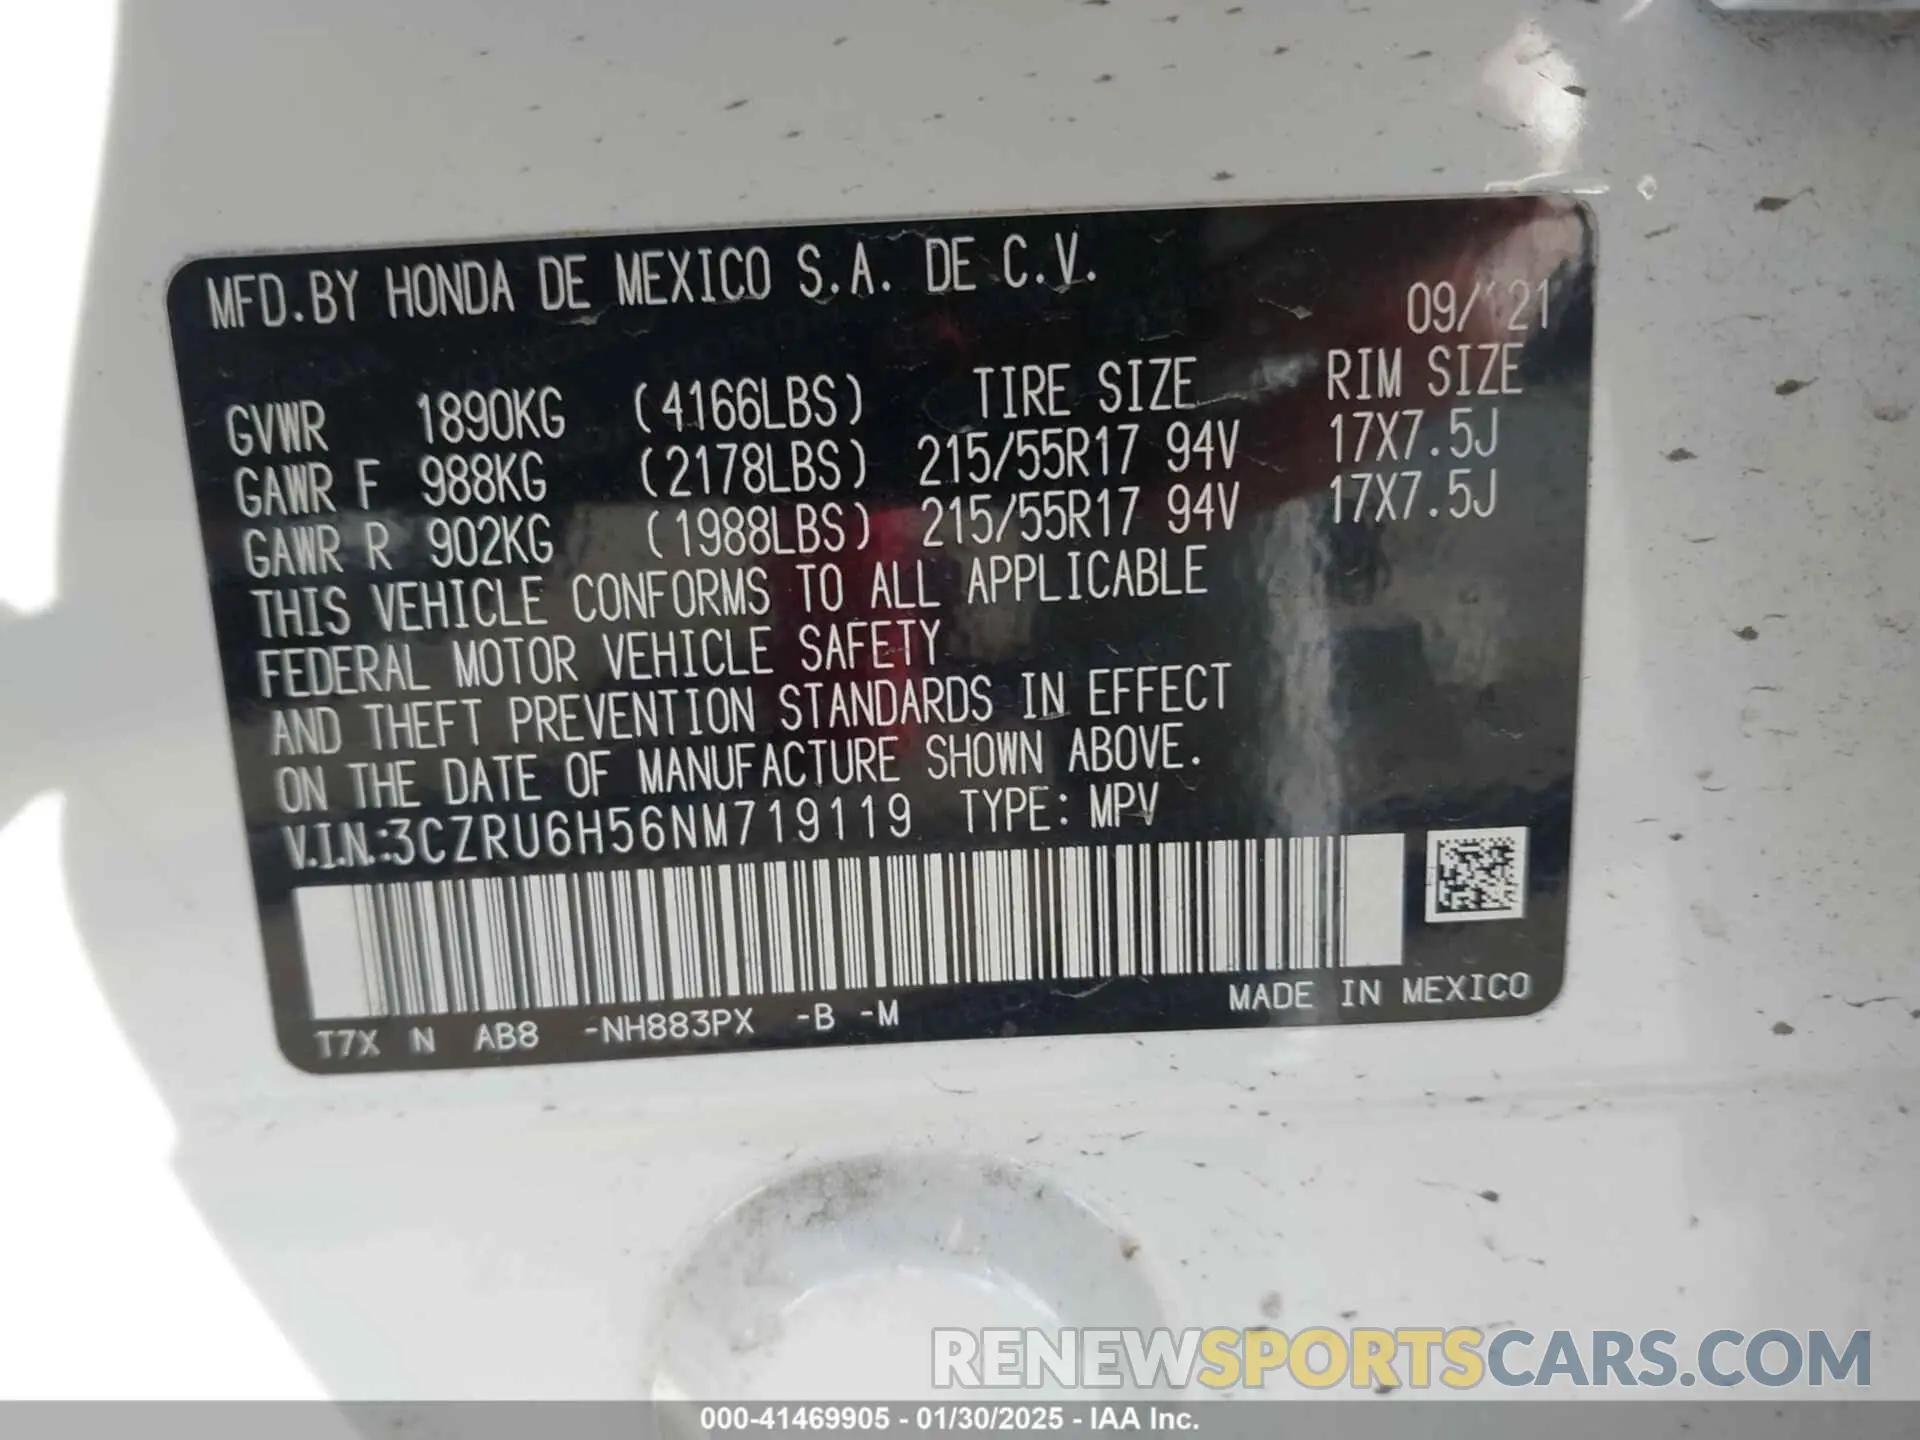 MFD.BY HONDA DE MEXICO S.A. DE C.V.
09/'21
GVWR 1890KG (4166LBS) TIRE SIZE RIM SIZE
GAWR F 988KG (2178LBS) 215/55R17 94V 17X7.5J
GAWR R 902KG (1988LBS) 215/55R17 94V 17X7.5J
THIS VEHICLE CONFORMS TO ALL APPLICABLE
FEDERAL MOTOR VEHICLE SAFETY
AND THEFT PREVENTION STANDARDS IN EFFECT
ON THE DATE OF MANUFACTURE SHOWN ABOVE.
V.I.N.:3CZRU6H56NM719119 TYPE: MPV
T7X N AB8 -NH883PX -B -M MADE IN MEXICO
RENEWSPORTSCARS.COM
000-41469905 - 01/30/2025 - IAA Inc.